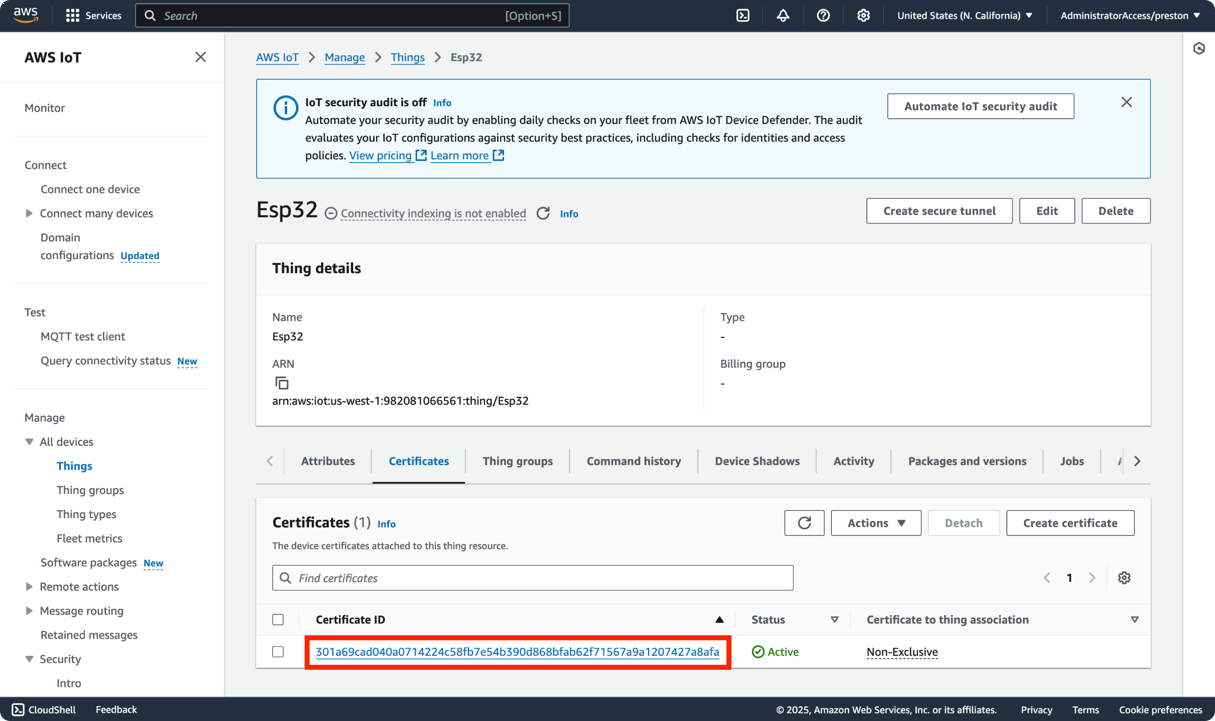 aws
Services
Search
[Option+S]
United States (N. California)
AdministratorAccess/preston
AWS IoT
Monitor
Connect
Connect one device
Connect many devices
Domain
configurations Updated
Test
MQTT test client
Query connectivity status New
Manage
All devices
Things
Thing groups
Thing types
Fleet metrics
Software packages New
Remote actions
Message routing
Retained messages
Security
Intro
AWS IoT > Manage > Things > Esp32
IoT security audit is off Info
Automate your security audit by enabling daily checks on your fleet from AWS IoT Device Defender. The audit
evaluates your IoT configurations against security best practices, including checks for identities and access
policies. View pricing Learn more
Automate IoT security audit
Esp32 Connectivity indexing is not enabled Info
Create secure tunnel
Edit
Delete
Thing details
Name
Esp32
ARN
arn:aws:iot:us-west-1:982081066561:thing/Esp32
Type
-
Billing group
-
Attributes
Certificates
Thing groups
Command history
Device Shadows
Activity
Packages and versions
Jobs
Certificates (1) Info
The device certificates attached to this thing resource.
Actions
Detach
Create certificate
Find certificates
1
Certificate ID
Status
Certificate to thing association
301a69cad040a0714224c58fb7e54b390d868bfab62f71567a9a1207427a8afa
Active
Non-Exclusive
CloudShell
Feedback
© 2025, Amazon Web Services, Inc. or its affiliates.
Privacy
Terms
Cookie preferences